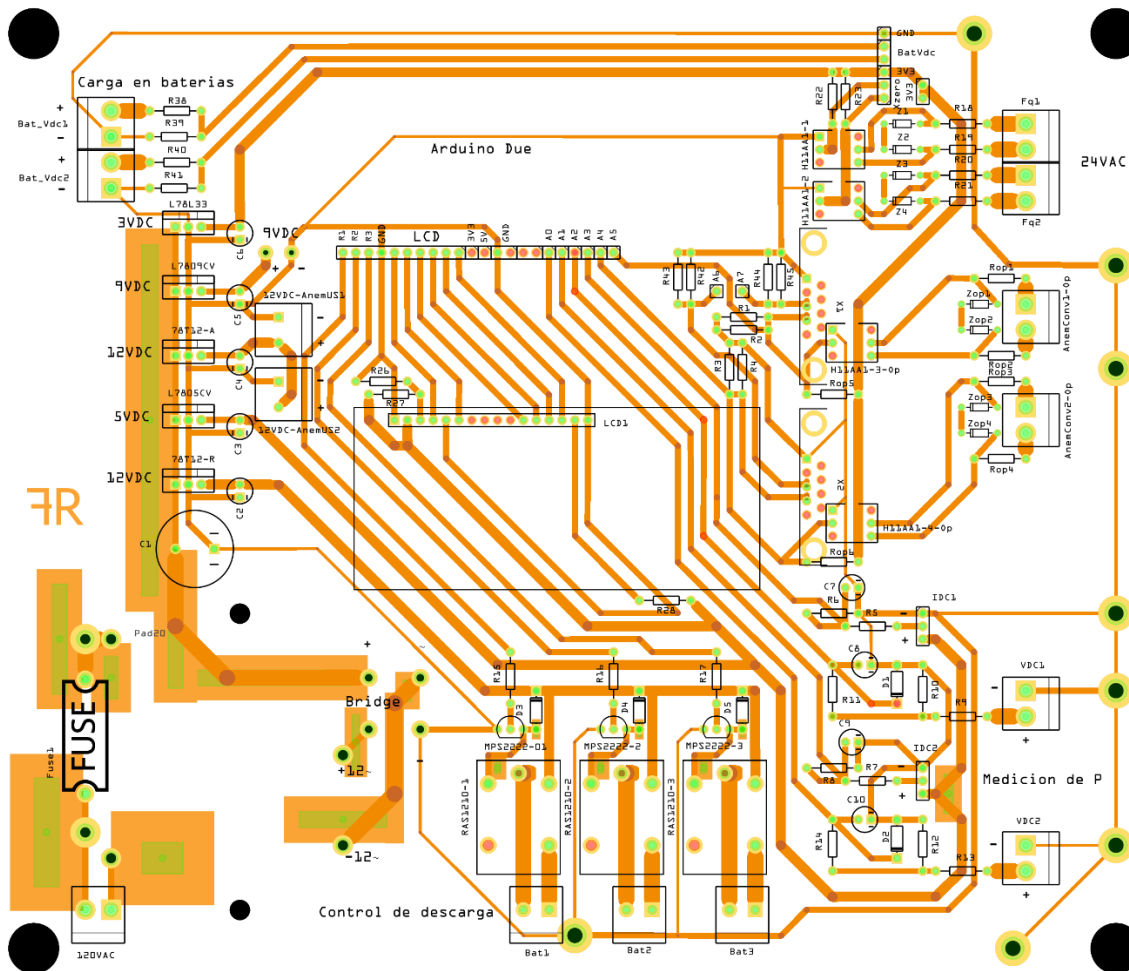 GND
BatVdc
3V3
Xzero
3V3
Carga en baterias
R38
+
Bat_Vdc1
R39
-
R40
+
Bat_Vdc2
R41
-
Arduino Due
R22
R23
H11AA1-1
H11AA1-2
Z1
Z2
Z3
Z4
R18
R19
R20
R21
Fq1
Fq2
24VAC
3VDC
L78L33
C6
9VDC
+
-
9VDC
L7809CV
C5
12VDC
78T12-A
C4
5VDC
L7805CV
C3
12VDC
78T12-R
C2
C1
12VDC-AnemUS1
-
+
-
+
12VDC-AnemUS2
R1
R2
R3
GND
LCD
3V3
5V
GND
A0
A1
A2
A3
A4
A5
R26
R27
LCD1
R28
R43
R42
A6
A7
R44
R45
R1
R2
R3
R4
X1
H11AA1-3-Op
Rop5
X2
H11AA1-4-Op
Rop6
Rop1
Zop1
Zop2
Rop2
AnemConv1-Op
Rop3
Zop3
Zop4
Rop4
AnemConv2-Op
FR
Pad20
FUSE
Fuse1
120VAC
+
~
Bridge
-
+12~
-12~
R15
R16
R17
D3
D4
D5
MPS2222-01
MPS2222-2
MPS2222-3
RAS1210-1
RAS1210-2
RAS1210-3
Control de descarga
Bat1
Bat2
Bat3
C7
R6
R5
-
IDC1
+
C8
R11
D1
R10
R9
VDC1
-
+
C9
IDC2
-
R7
R8
+
C10
Medicion de P
R14
D2
R12
R13
VDC2
-
+